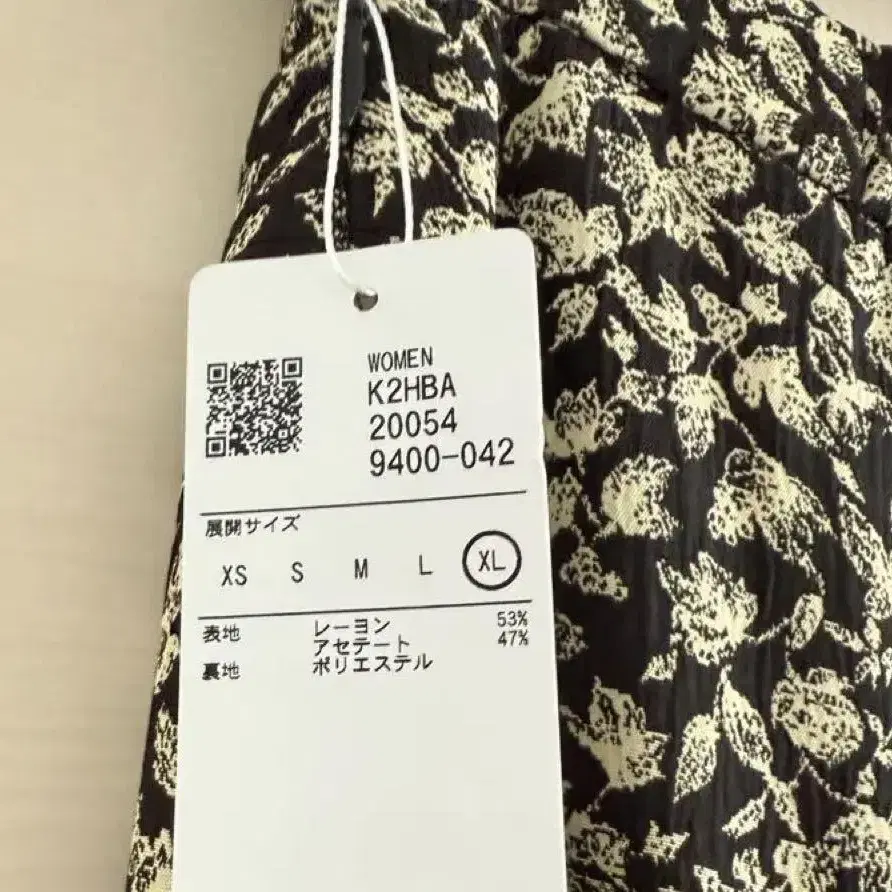 WOMEN
K2HBA
20054
9400-042
展開サイズ
XS S M L XL
表地 レーヨン 53%
アセテート 47%
裏地 ポリエステル